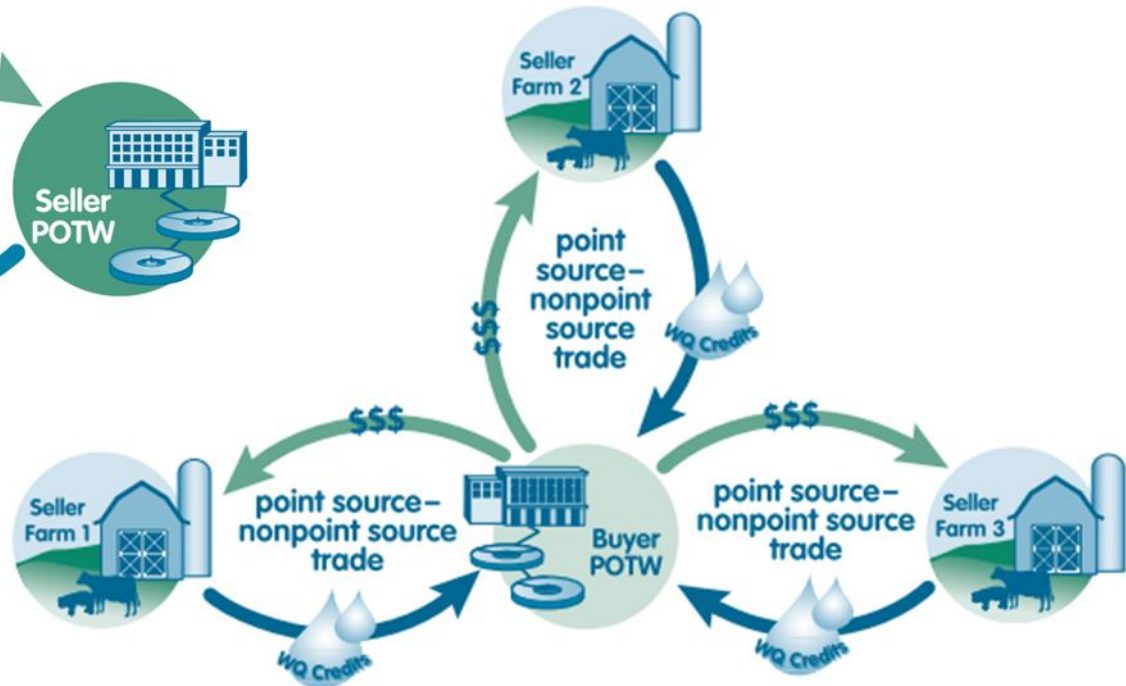 Seller
Farm 2
Seller
POTW
$$$
point
source–
nonpoint
source
trade
WQ Credits
$$$
$$$
Seller
Farm 1
point source–
nonpoint source
trade
Buyer
POTW
point source–
nonpoint source
trade
Seller
Farm 3
WQ Credits
WQ Credits